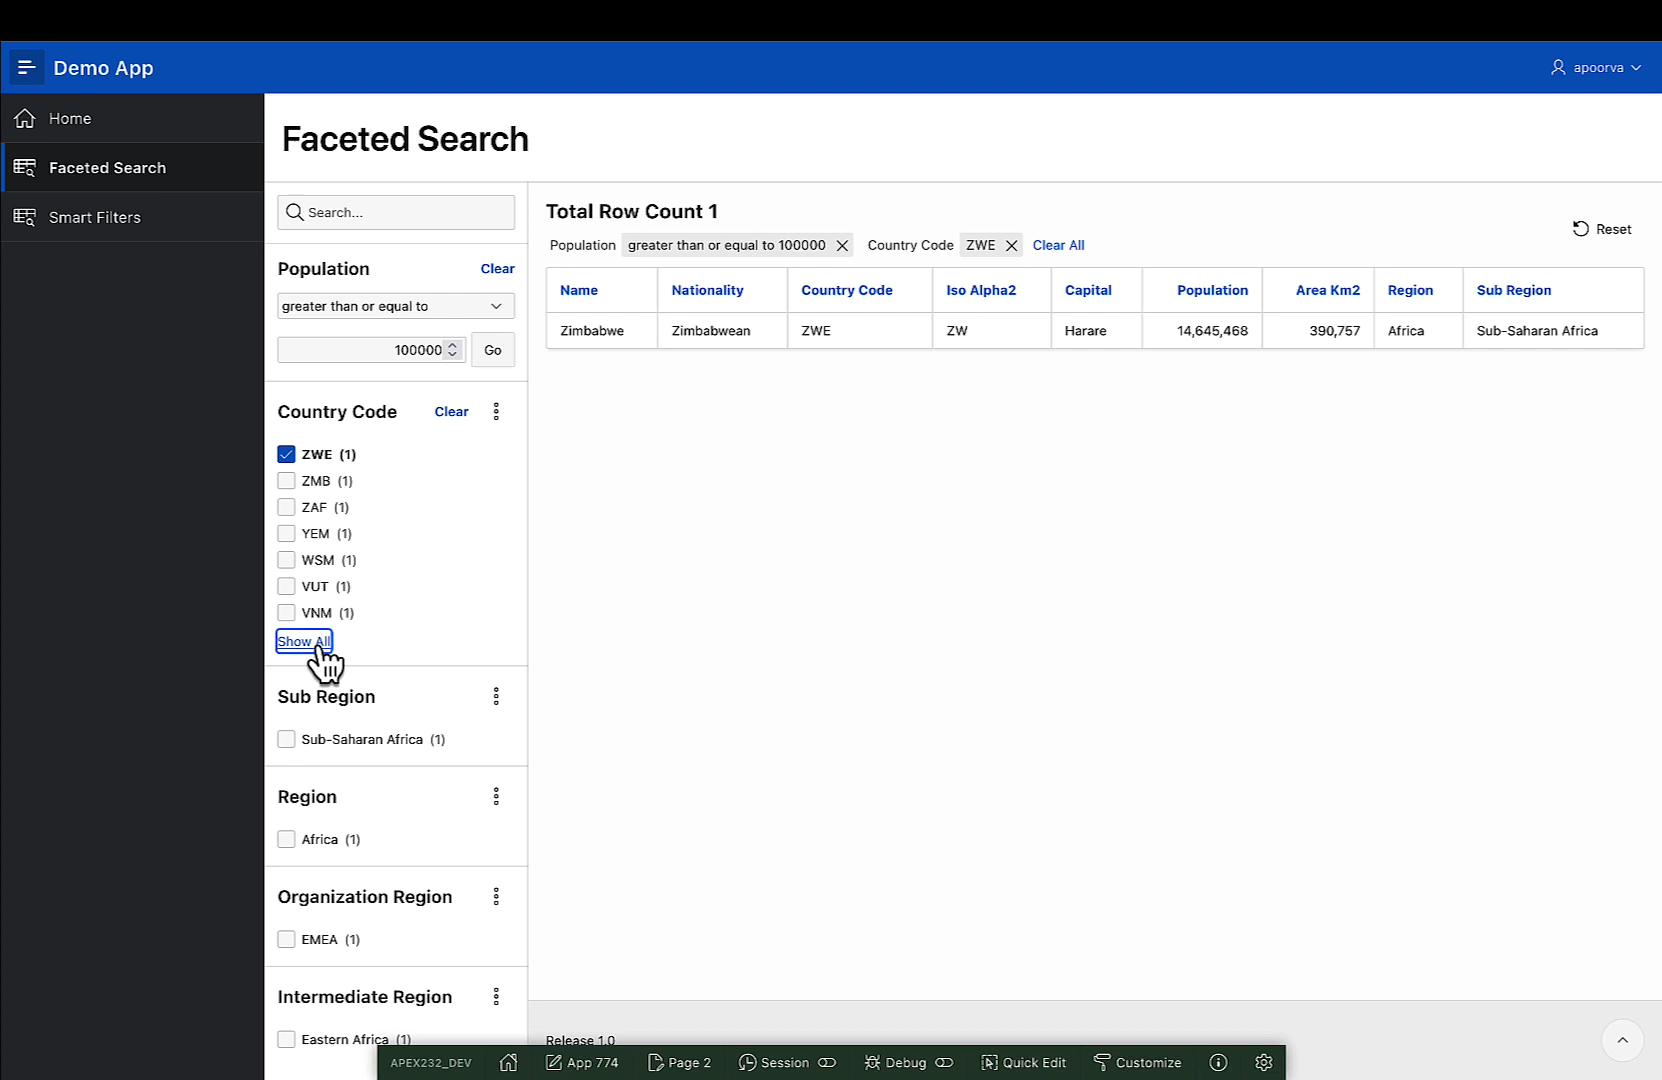 Demo App
apoorva
Home
Faceted Search
Smart Filters
Faceted Search
Search...
Population Clear
greater than or equal to
100000 Go
Country Code Clear
ZWE (1)
ZMB (1)
ZAF (1)
YEM (1)
WSM (1)
VUT (1)
VNM (1)
Show All
Sub Region
Sub-Saharan Africa (1)
Region
Africa (1)
Organization Region
EMEA (1)
Intermediate Region
Eastern Africa (1)
Total Row Count 1
Reset
Population greater than or equal to 100000 Country Code ZWE Clear All
Name Nationality Country Code Iso Alpha2 Capital Population Area Km2 Region Sub Region
Zimbabwe Zimbabwean ZWE ZW Harare 14,645,468 390,757 Africa Sub-Saharan Africa
Release 1.0
APEX232_DEV App 774 Page 2 Session Debug Quick Edit Customize